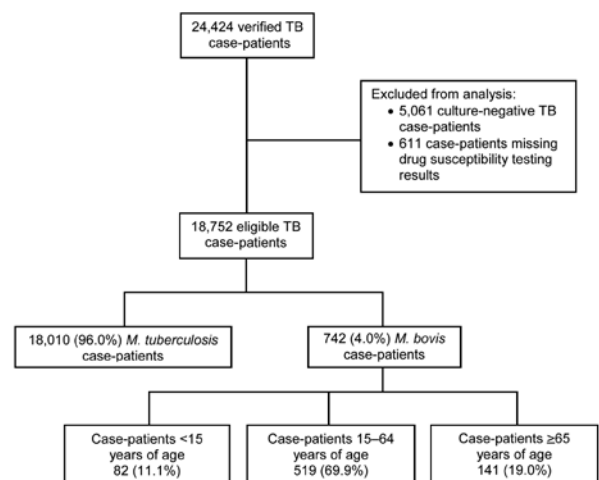 24,424 verified TB
case-patients
Excluded from analysis:
• 5,061 culture-negative TB
case-patients
• 611 case-patients missing
drug susceptibility testing
results
18,752 eligible TB
case-patients
18,010 (96.0%) M. tuberculosis
case-patients
742 (4.0%) M. bovis
case-patients
Case-patients <15
years of age
82 (11.1%)
Case-patients 15–64
years of age
519 (69.9%)
Case-patients ≥65
years of age
141 (19.0%)